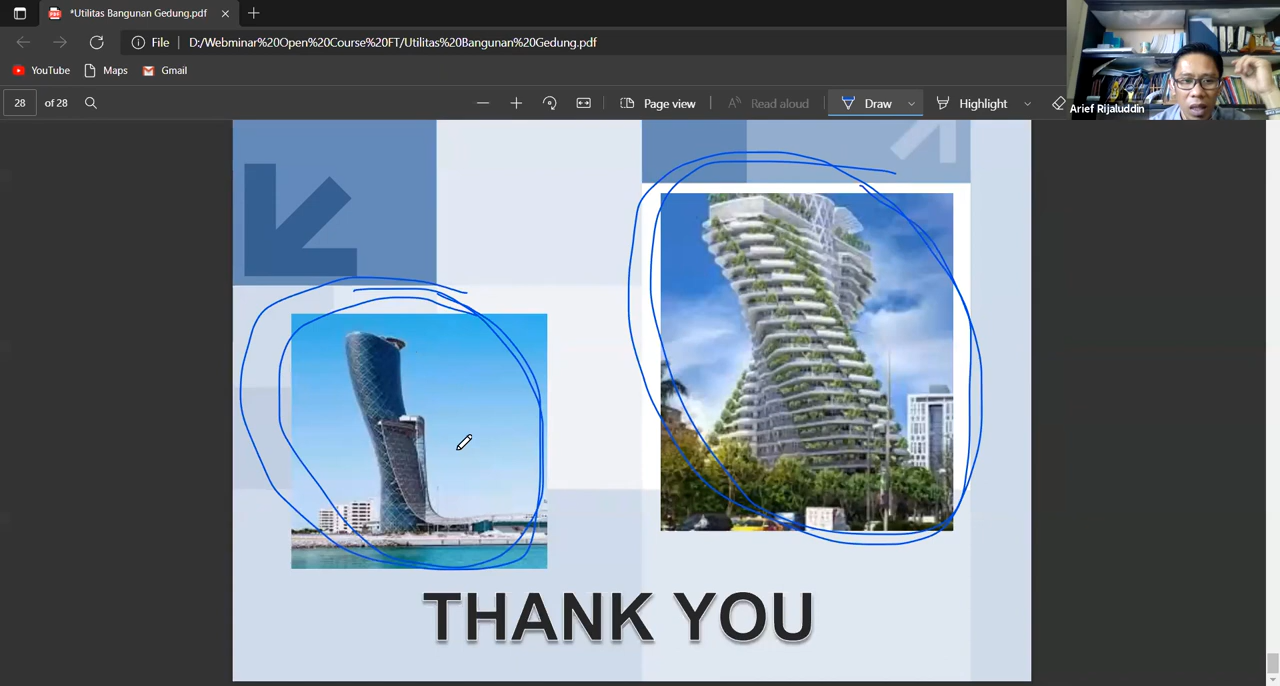 *Utilitas Bangunan Gedung.pdf
File
D:/Webminar%20Open%20Course%20FT/Utilitas%20Bangunan%20Gedung.pdf
YouTube
Maps
Gmail
28
of 28
Page view
Read aloud
Draw
Highlight
Arief Rijaluddin
THANK YOU